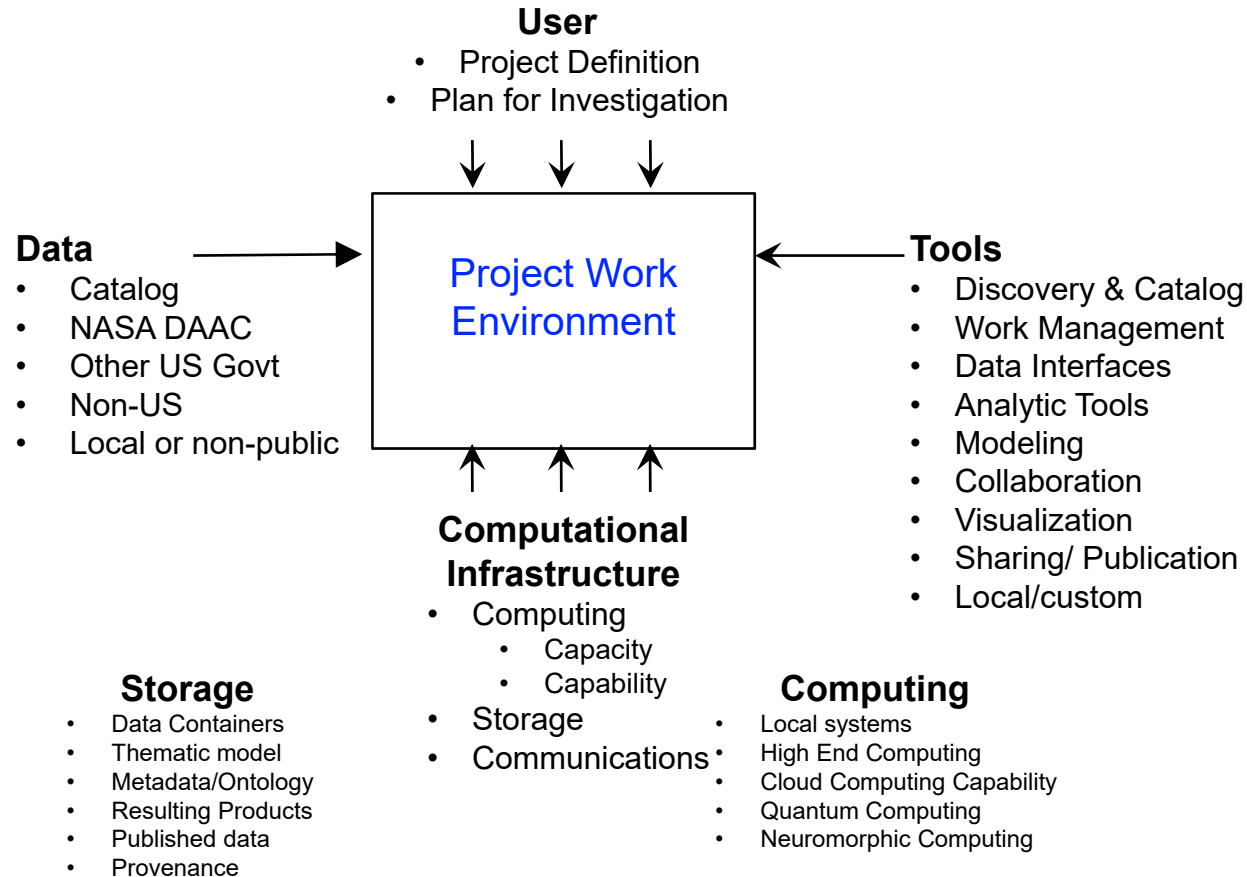 User
• Project Definition
• Plan for Investigation
Data
• Catalog
• NASA DAAC
• Other US Govt
• Non-US
• Local or non-public
Project Work
Environment
Tools
• Discovery & Catalog
• Work Management
• Data Interfaces
• Analytic Tools
• Modeling
• Collaboration
• Visualization
• Sharing/ Publication
• Local/custom
Computational
Infrastructure
• Computing
• Capacity
• Capability
• Storage
• Communications
Storage
• Data Containers
• Thematic model
• Metadata/Ontology
• Resulting Products
• Published data
• Provenance
Computing
• Local systems
• High End Computing
• Cloud Computing Capability
• Quantum Computing
• Neuromorphic Computing